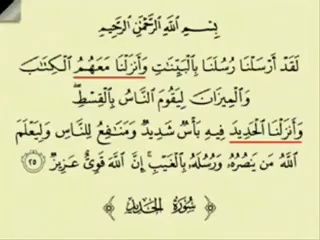 بِسْمِ اللَّهِ الرَّحْمَٰنِ الرَّحِيمِ
لَقَدْ أَرْسَلْنَا رُسُلَنَا بِالْبَيِّنَاتِ وَأَنزَلْنَا مَعَهُمُ الْكِتَابَ
وَالْمِيزَانَ لِيَقُومَ النَّاسُ بِالْقِسْطِ ۖ
وَأَنزَلْنَا الْحَدِيدَ فِيهِ بَأْسٌ شَدِيدٌ وَمَنَافِعُ لِلنَّاسِ وَلِيَعْلَمَ
اللَّهُ مَن يَنصُرُهُ وَرُسُلَهُ بِالْغَيْبِ ۚ إِنَّ اللَّهَ قَوِيٌّ عَزِيزٌ ٢٥
سُورَةُ الْحَدِيدِ